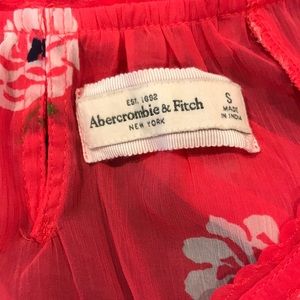 EST. 1892
Abercrombie & Fitch
NEW YORK
S
MADE
IN INDIA